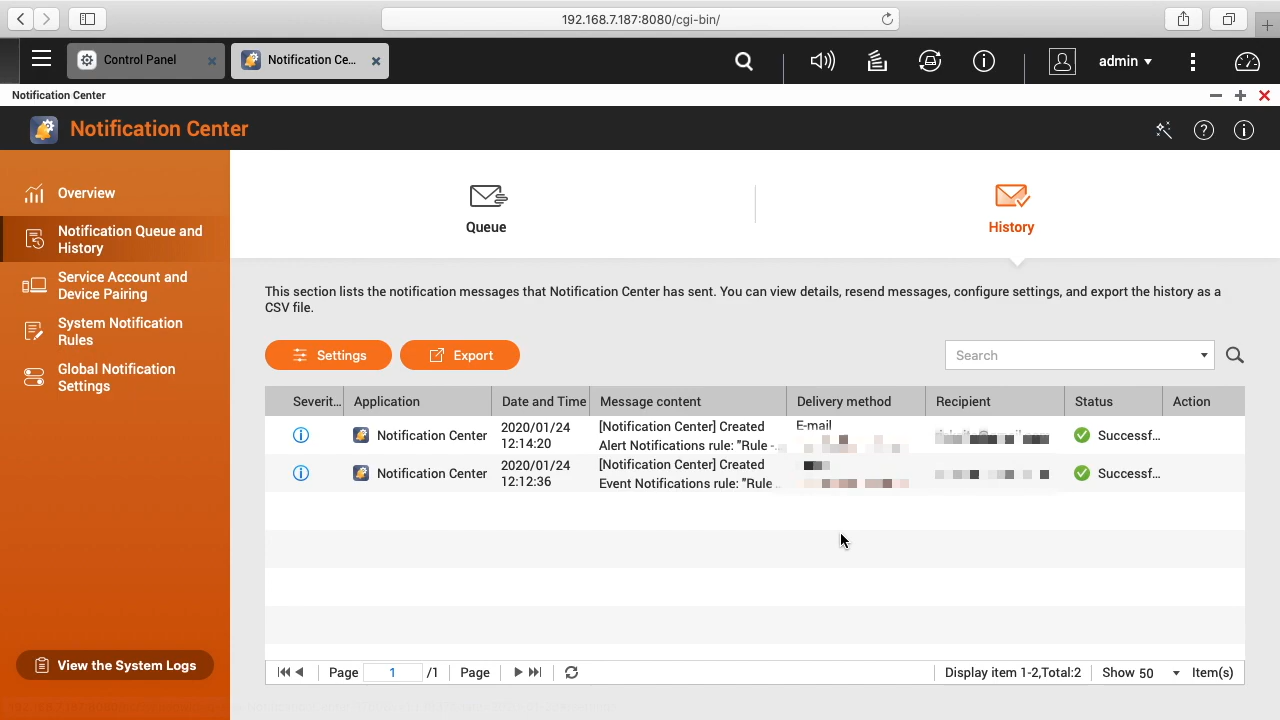 192.168.7.187:8080/cgi-bin/
Control Panel
Notification Ce...
admin
Notification Center
Notification Center
Overview
Notification Queue and
History
Service Account and
Device Pairing
System Notification
Rules
Global Notification
Settings
View the System Logs
Queue
History
This section lists the notification messages that Notification Center has sent. You can view details, resend messages, configure settings, and export the history as a
CSV file.
Settings
Export
Search
Severit... Application Date and Time Message content Delivery method Recipient Status Action
Notification Center 2020/01/24 12:14:20 [Notification Center] Created Alert Notifications rule: "Rule - E-mail Successf...
Notification Center 2020/01/24 12:12:36 [Notification Center] Created Event Notifications rule: "Rule Successf...
Page 1 /1 Page Display item 1-2,Total:2 Show 50 Item(s)